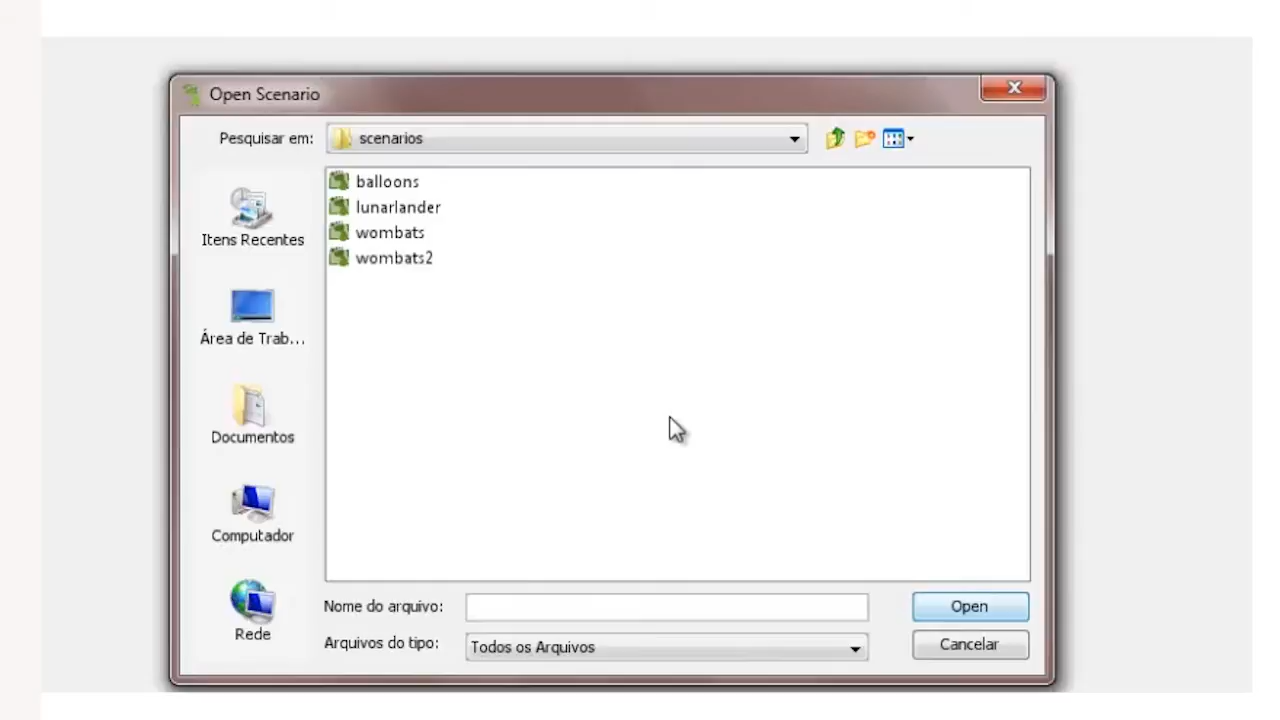 Open Scenario
Pesquisar em: scenarios
balloons
lunarlander
wombats
wombats2
Itens Recentes
Área de Trab...
Documentos
Computador
Rede
Nome do arquivo: Open
Arquivos do tipo: Todos os Arquivos Cancelar